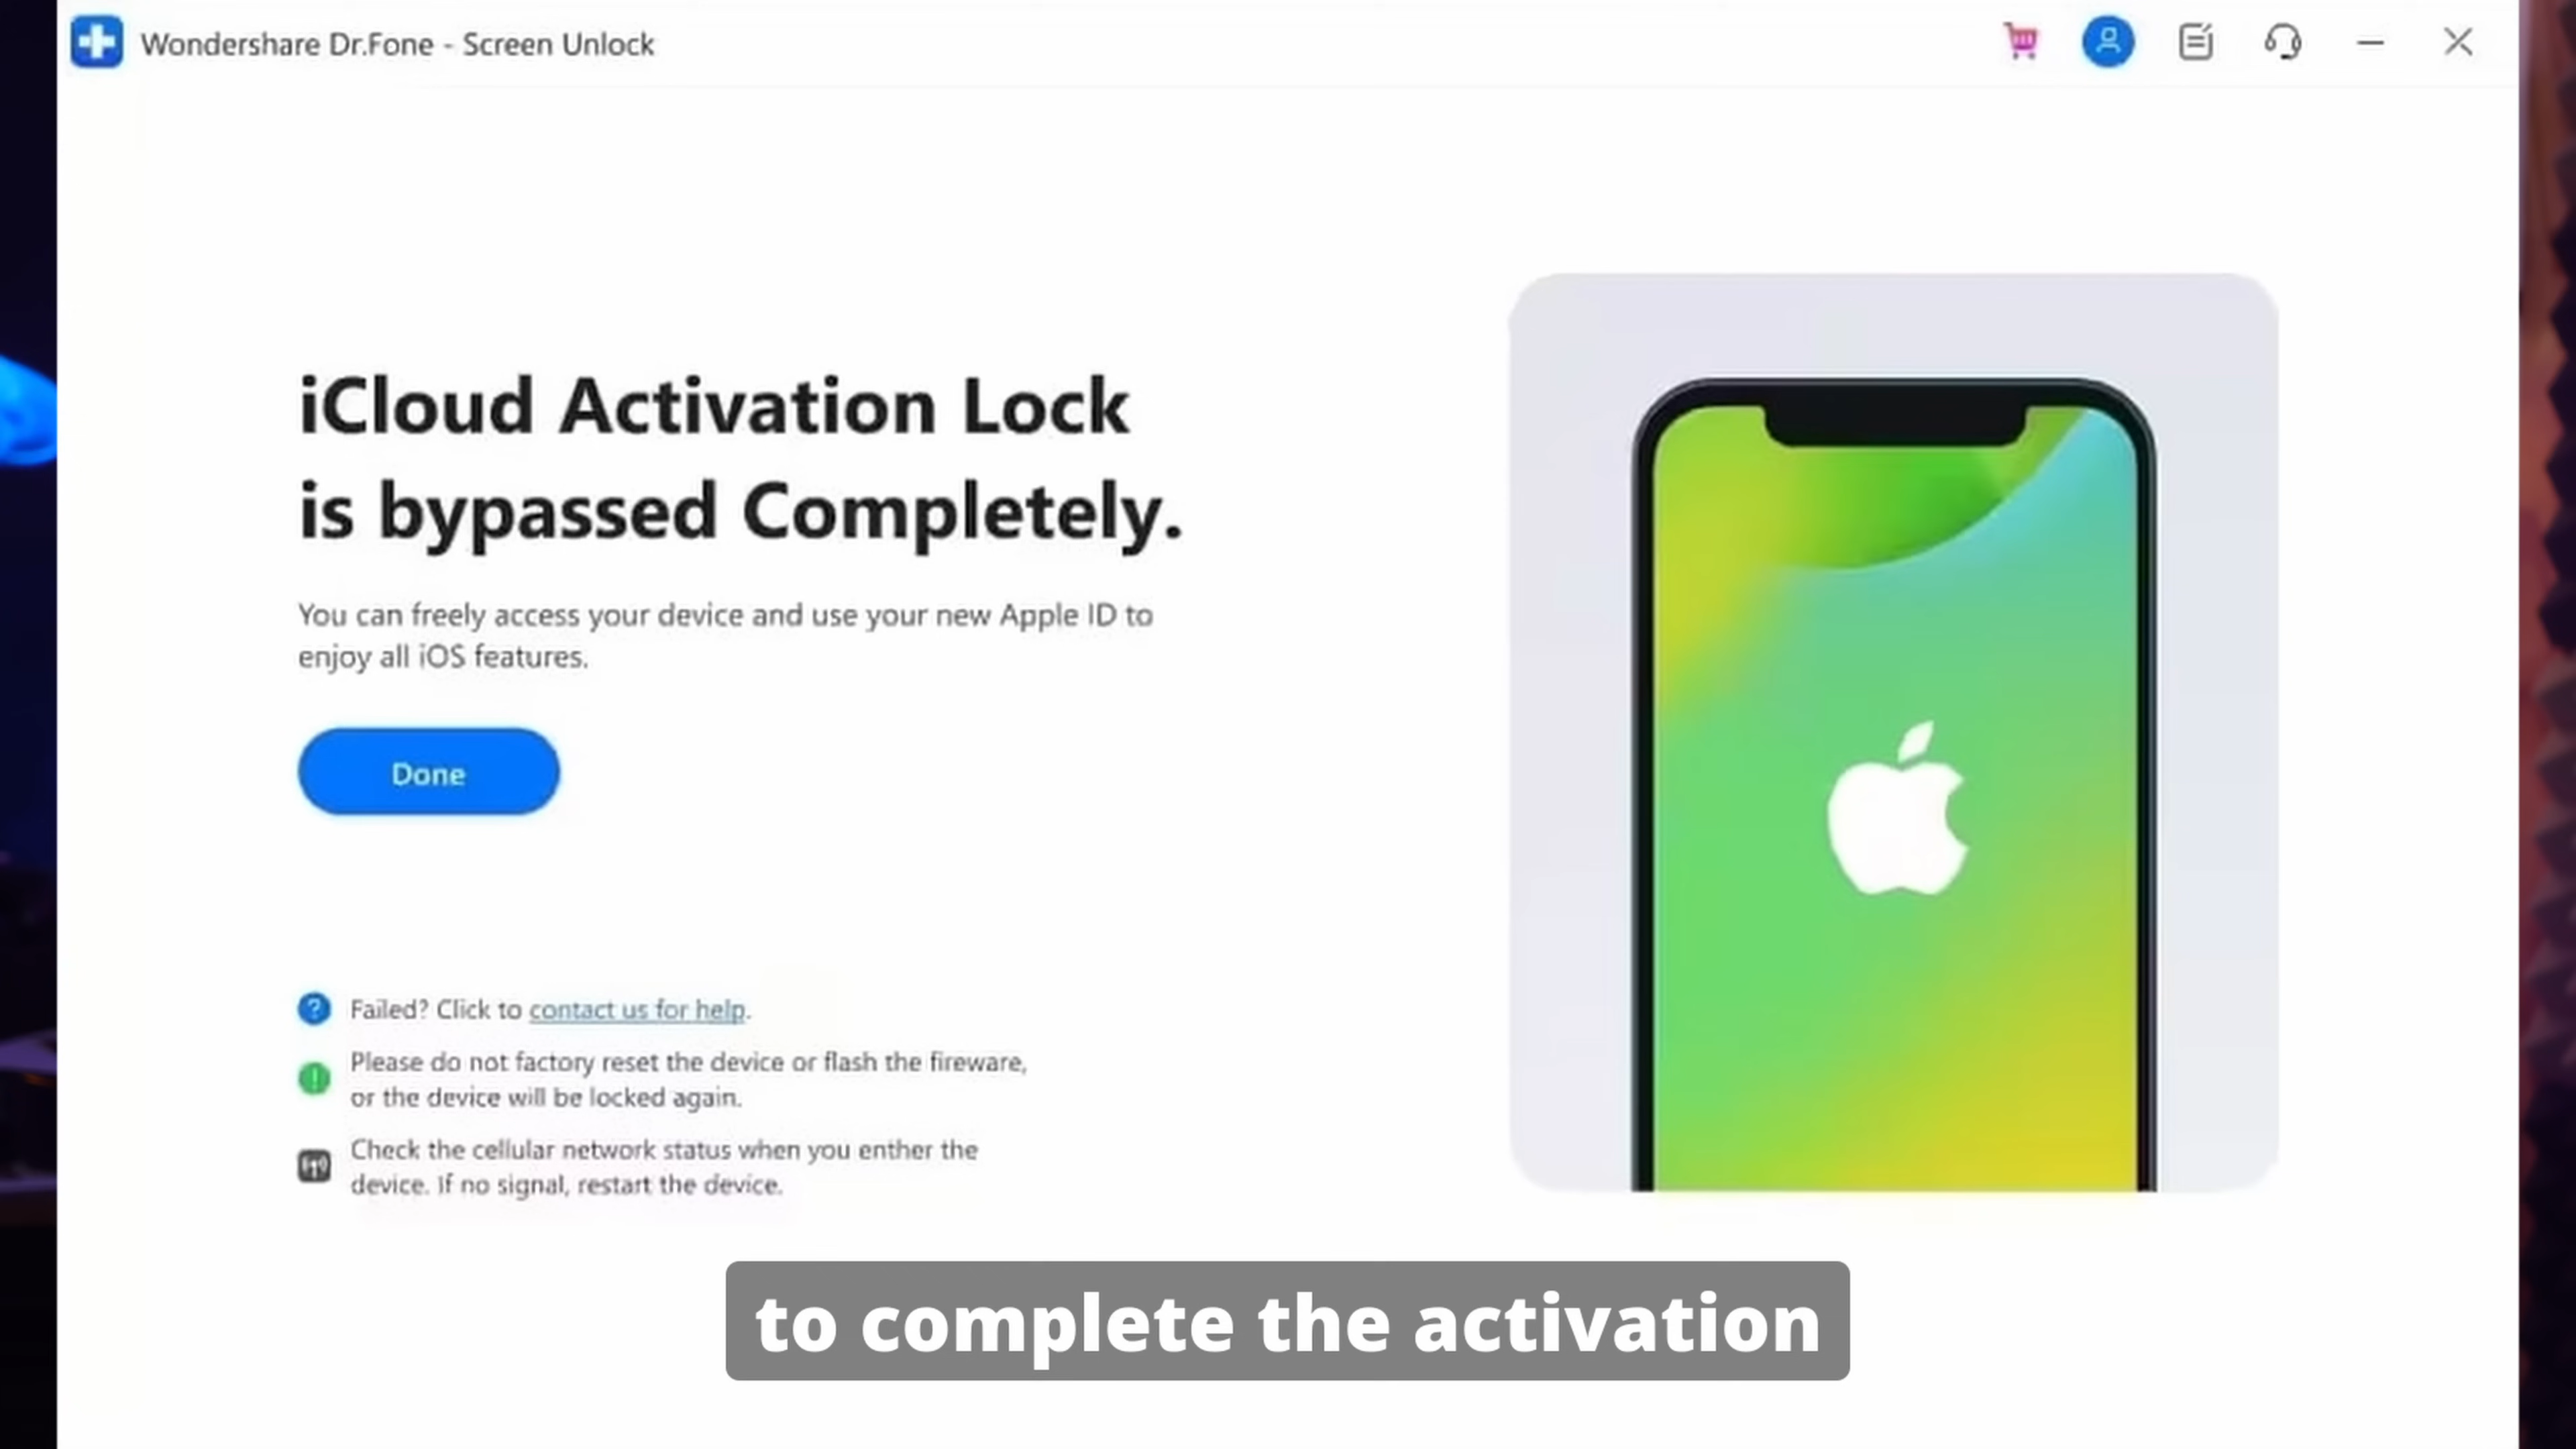 Wondershare Dr.Fone - Screen Unlock
iCloud Activation Lock
is bypassed Completely.
You can freely access your device and use your new Apple ID to
enjoy all iOS features.
Done
Failed? Click to contact us for help.
Please do not factory reset the device or flash the fireware,
or the device will be locked again.
Check the cellular network status when you enther the
device. If no signal, restart the device.
to complete the activation